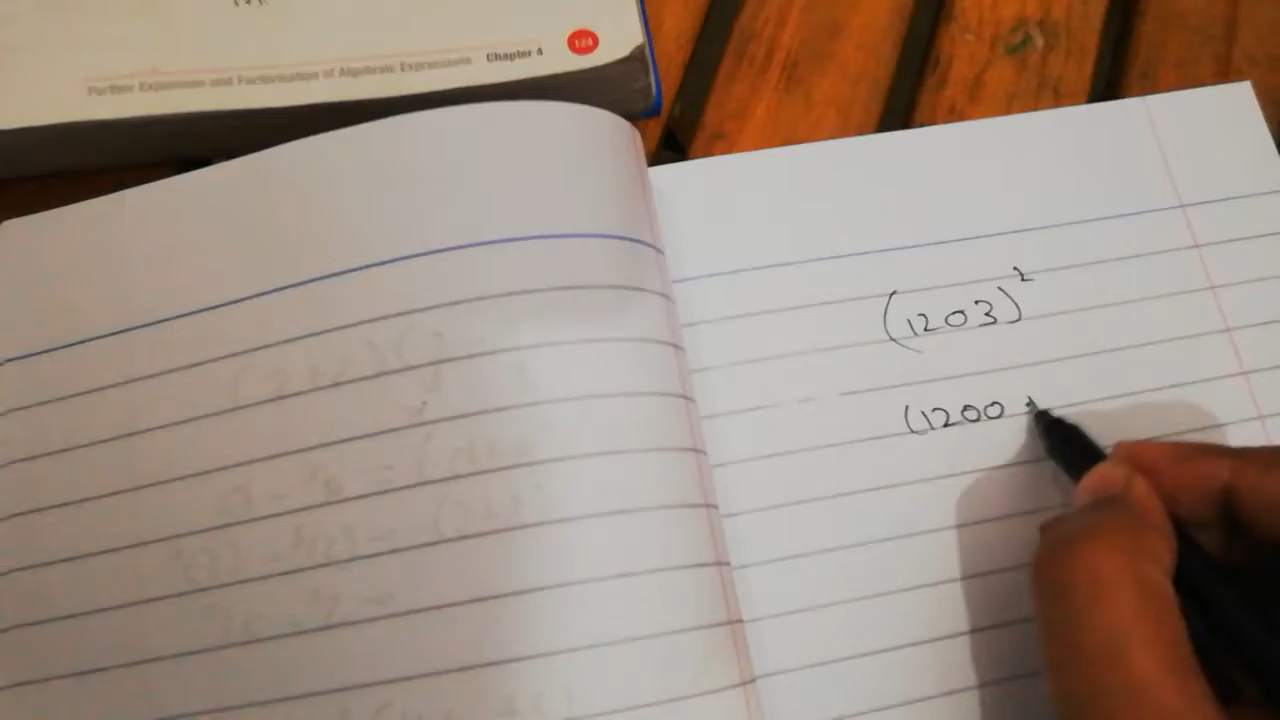 Further Expansion and Factorisation of Algebraic Expressions Chapter 4 124
(1203)²
(1200 +